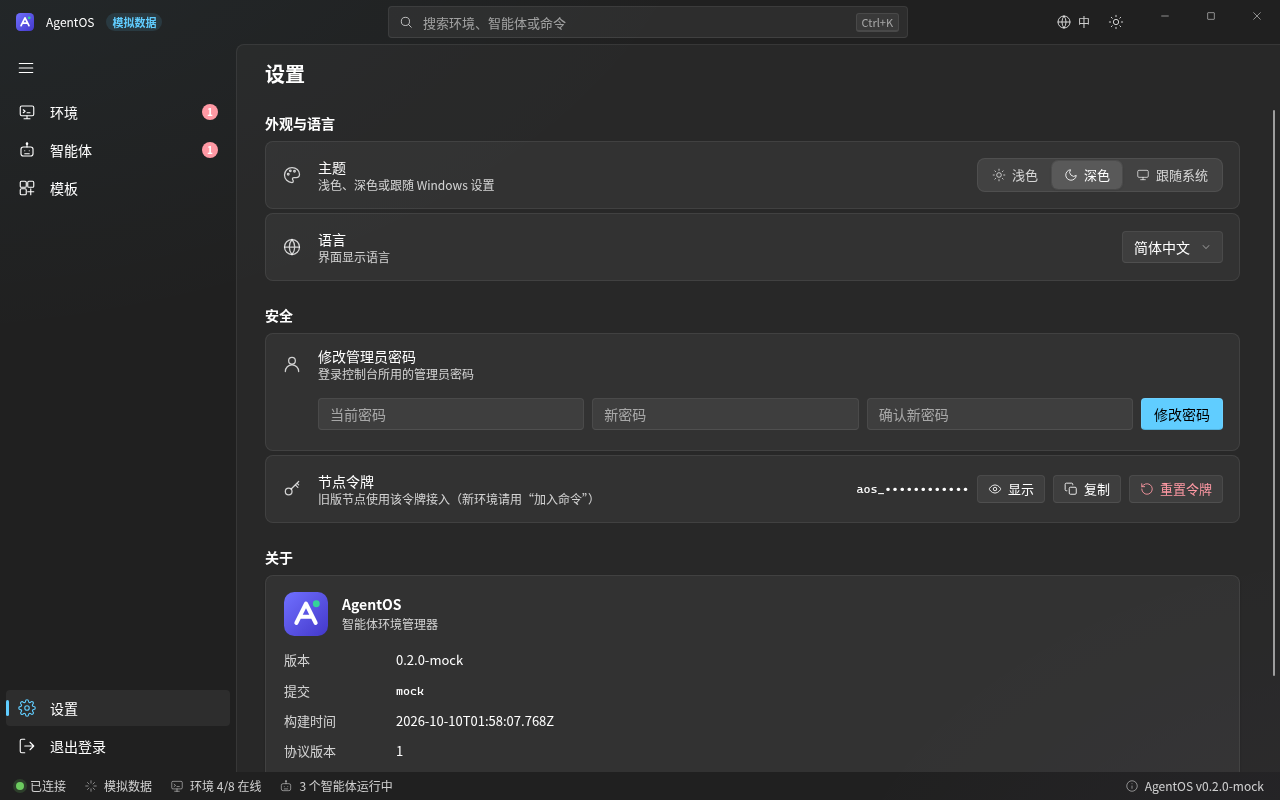 AgentOS 模拟数据
搜索环境、智能体或命令 Ctrl+K
中
环境 1
智能体 1
模板
设置
外观与语言
主题
浅色、深色或跟随 Windows 设置
浅色 深色 跟随系统
语言
界面显示语言
简体中文
安全
修改管理员密码
登录控制台所用的管理员密码
当前密码 新密码 确认新密码 修改密码
节点令牌
旧版节点使用该令牌接入（新环境请用“加入命令”）
aos_•••••••••••• 显示 复制 重置令牌
关于
AgentOS
智能体环境管理器
版本 0.2.0-mock
提交 mock
构建时间 2026-10-10T01:58:07.768Z
协议版本 1
设置
退出登录
已连接 模拟数据 环境 4/8 在线 3 个智能体运行中 AgentOS v0.2.0-mock